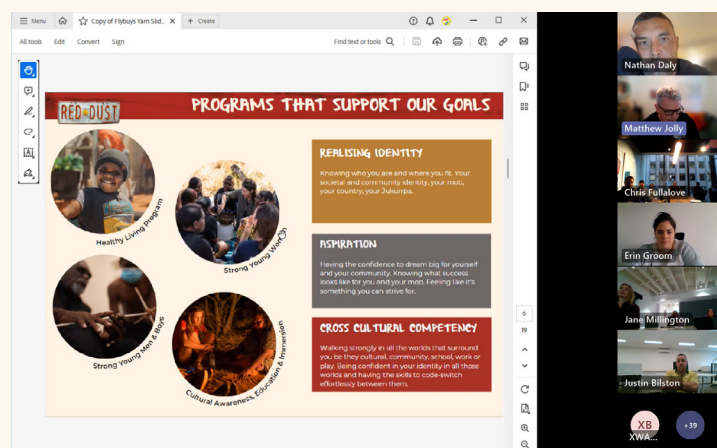 Menu
Copy of Flybuys Yarn Slid...
+ Create
All tools
Edit
Convert
Sign
Find text or tools
RED DUST
PROGRAMS THAT SUPPORT OUR GOALS
Healthy Living Program
Strong Young Women
Strong Young Men & Boys
Cultural Awareness, Education & Immersion
REALISING IDENTITY
Knowing who you are and where you fit. Your
societal and community identity, your mob,
your country, your Jukurrpa.
ASPIRATION
Having the confidence to dream big for yourself
and your community. Knowing what success
looks like for you and your mob. Feeling like it's
something you can strive for.
CROSS CULTURAL COMPETENCY
Walking strongly in all the worlds that surround
you be they cultural, community, school, work or
play. Being confident in your identity in all those
worlds and having the skills to code-switch
effortlessly between them.
6
19
Nathan Daly
Matthew Jolly
Chris Fullalove
Erin Groom
Jane Millington
Justin Bilston
XB
XWA...
+39